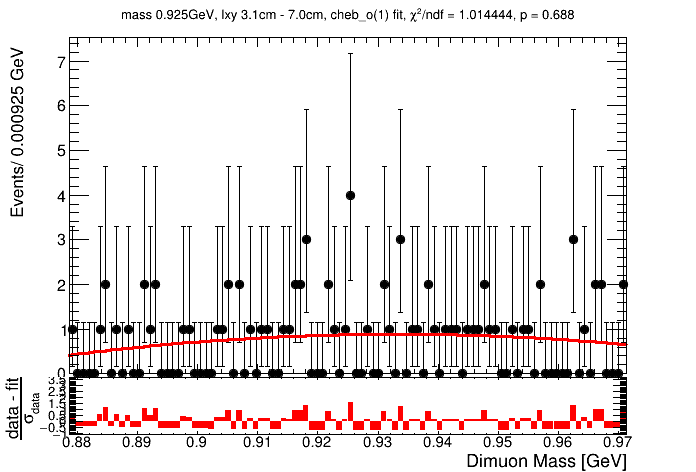 mass 0.925GeV, lxy 3.1cm - 7.0cm, cheb_o(1) fit, χ²/ndf = 1.014444, p = 0.688
Events/ 0.000925 GeV
7
6
5
4
3
2
1
0
data - fit
σdata
0.88 0.89 0.9 0.91 0.92 0.93 0.94 0.95 0.96 0.97
Dimuon Mass [GeV]